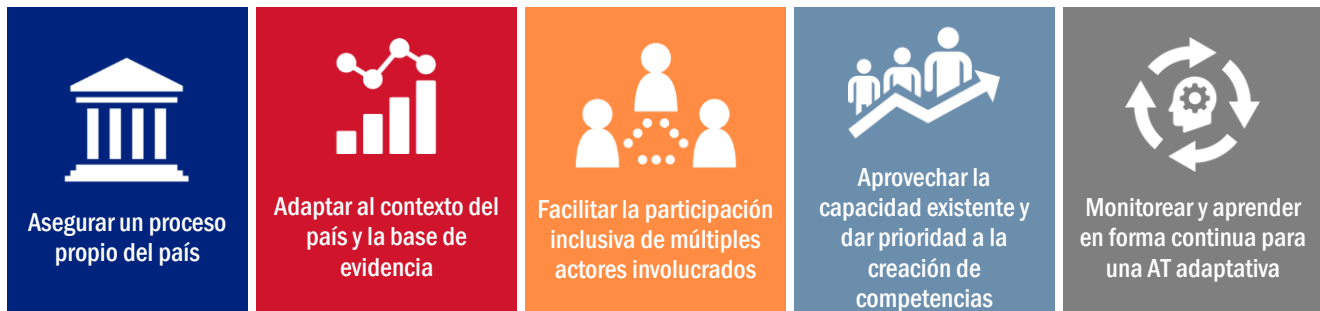 Asegurar un proceso
propio del país
Adaptar al contexto del
país y la base de
evidencia
Facilitar la participación
inclusiva de múltiples
actores involucrados
Aprovechar la
capacidad existente y
dar prioridad a la
creación de
competencias
Monitorear y aprender
en forma continua para
una AT adaptativa